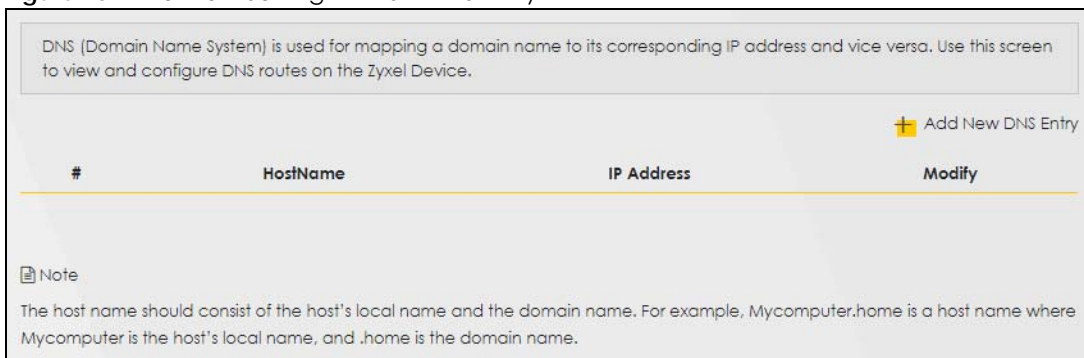 DNS (Domain Name System) is used for mapping a domain name to its corresponding IP address and vice versa. Use this screen
to view and configure DNS routes on the Zyxel Device.
Add New DNS Entry
# HostName IP Address Modify
Note
The host name should consist of the host's local name and the domain name. For example, Mycomputer.home is a host name where
Mycomputer is the host's local name, and .home is the domain name.